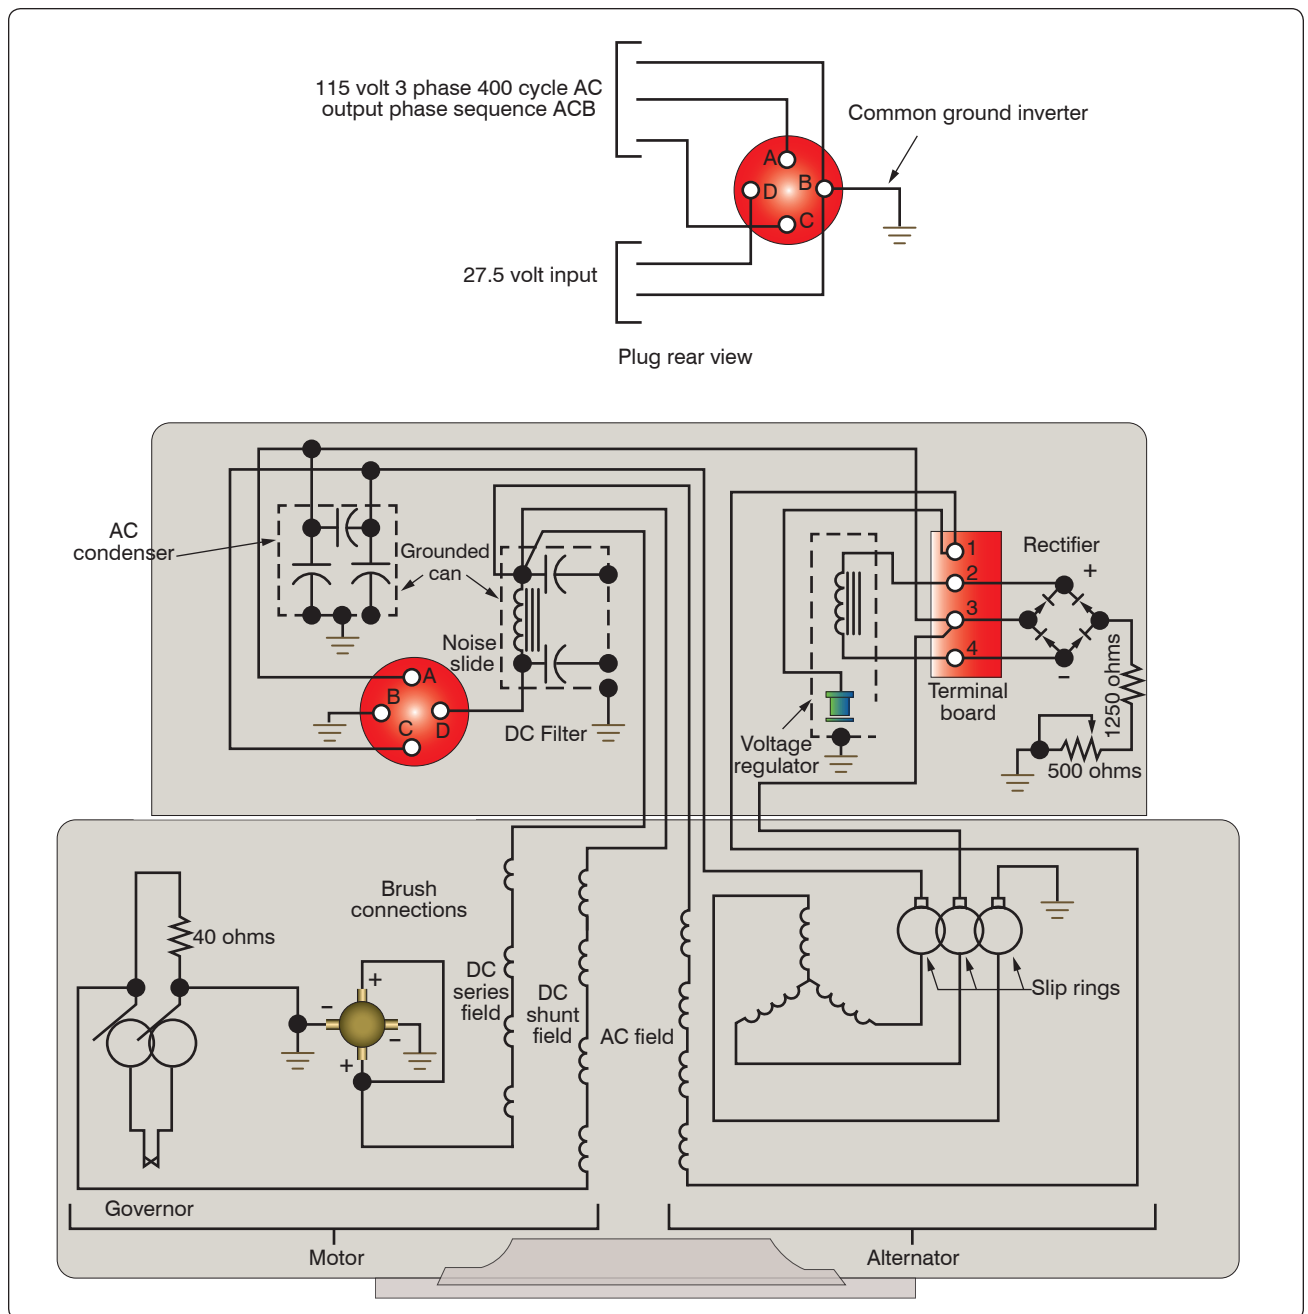 115 volt 3 phase 400 cycle AC
output phase sequence ACB
Common ground inverter
A
B
D
C
27.5 volt input
Plug rear view
AC
condenser
Grounded
can
Noise
slide
A
B
C
D
DC Filter
Voltage
regulator
1
2
3
4
Terminal
board
Rectifier
+
–
1250 ohms
500 ohms
40 ohms
Brush
connections
+
–
–
+
DC
series
field
DC
shunt
field
AC field
Slip rings
Governor
Motor
Alternator